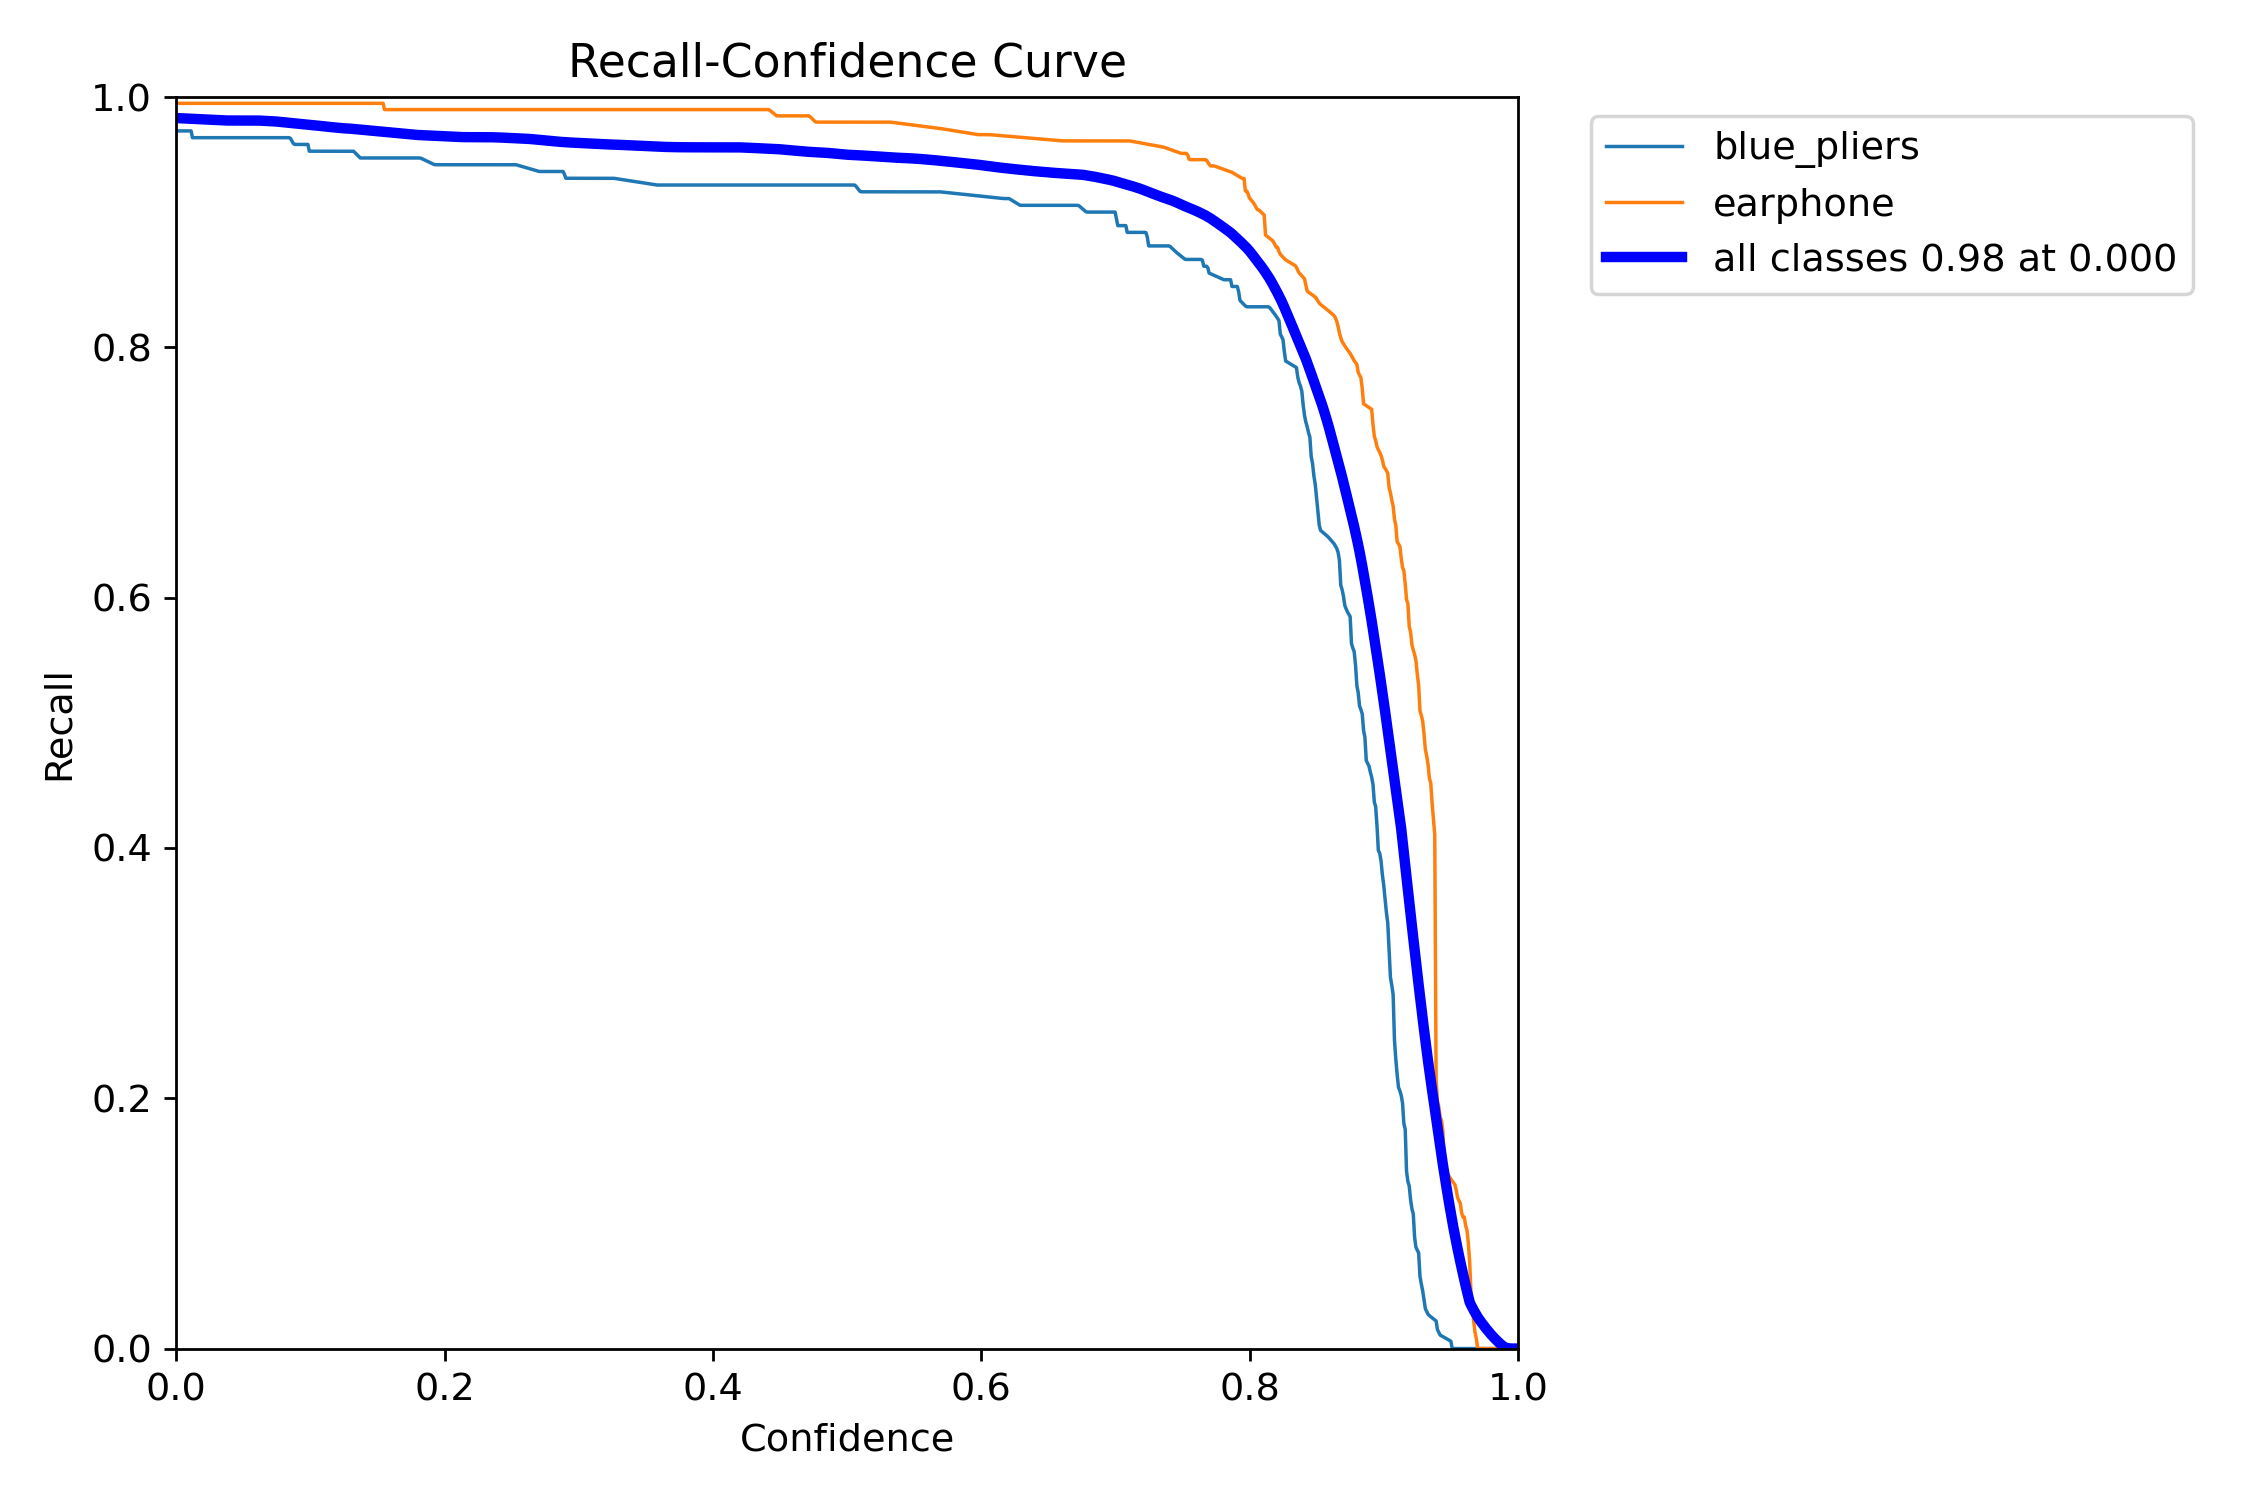 Recall-Confidence Curve
1.0
0.8
0.6
0.4
0.2
0.0
Recall
0.0 0.2 0.4 0.6 0.8 1.0
Confidence
blue_pliers
earphone
all classes 0.98 at 0.000